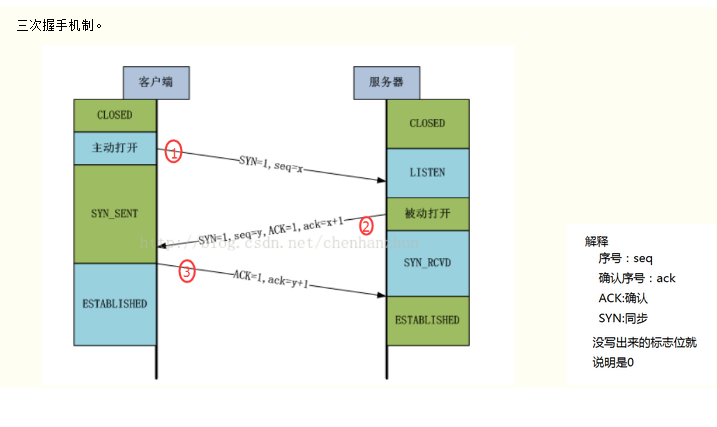 三次握手机制。
客户端
服务器
CLOSED
CLOSED
主动打开
①
SYN=1,seq=x
LISTEN
SYN_SENT
被动打开
②
SYN=1,seq=y,ACK=1,ack=x+1
SYN_RCVD
③
ACK=1,ack=y+1
ESTABLISHED
ESTABLISHED
解释
序号：seq
确认序号：ack
ACK:确认
SYN:同步
没写出来的标志位就
说明是0